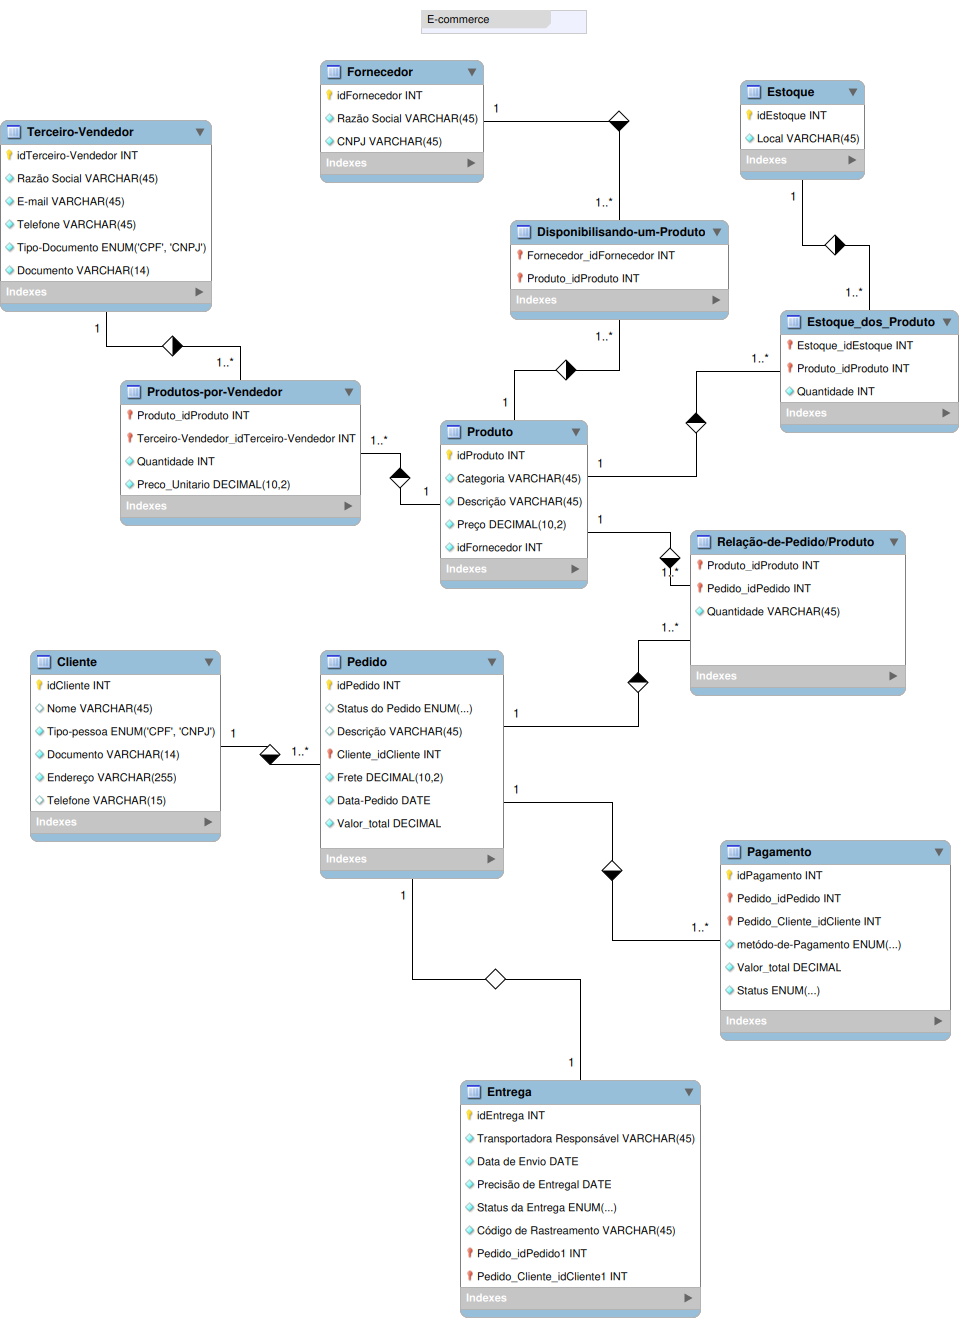 E-commerce
Fornecedor
idFornecedor INT
Razão Social VARCHAR(45)
CNPJ VARCHAR(45)
Indexes
1
1..*
Estoque
idEstoque INT
Local VARCHAR(45)
Indexes
1
1..*
Terceiro-Vendedor
idTerceiro-Vendedor INT
Razão Social VARCHAR(45)
E-mail VARCHAR(45)
Telefone VARCHAR(45)
Tipo-Documento ENUM('CPF', 'CNPJ')
Documento VARCHAR(14)
Indexes
1
1..*
Disponibilisando-um-Produto
Fornecedor_idFornecedor INT
Produto_idProduto INT
Indexes
1..*
1
Estoque_dos_Produto
Estoque_idEstoque INT
Produto_idProduto INT
Quantidade INT
Indexes
1..*
1
Produtos-por-Vendedor
Produto_idProduto INT
Terceiro-Vendedor_idTerceiro-Vendedor INT
Quantidade INT
Preco_Unitario DECIMAL(10,2)
Indexes
1..*
1
Produto
idProduto INT
Categoria VARCHAR(45)
Descrição VARCHAR(45)
Preço DECIMAL(10,2)
idFornecedor INT
Indexes
1
1..*
Relação-de-Pedido/Produto
Produto_idProduto INT
Pedido_idPedido INT
Quantidade VARCHAR(45)
Indexes
1..*
1
Cliente
idCliente INT
Nome VARCHAR(45)
Tipo-pessoa ENUM('CPF', 'CNPJ')
Documento VARCHAR(14)
Endereço VARCHAR(255)
Telefone VARCHAR(15)
Indexes
1
1..*
Pedido
idPedido INT
Status do Pedido ENUM(...)
Descrição VARCHAR(45)
Cliente_idCliente INT
Frete DECIMAL(10,2)
Data-Pedido DATE
Valor_total DECIMAL
Indexes
1
1..*
Pagamento
idPagamento INT
Pedido_idPedido INT
Pedido_Cliente_idCliente INT
metódo-de-Pagamento ENUM(...)
Valor_total DECIMAL
Status ENUM(...)
Indexes
1
1
Entrega
idEntrega INT
Transportadora Responsável VARCHAR(45)
Data de Envio DATE
Precisão de Entregal DATE
Status da Entrega ENUM(...)
Código de Rastreamento VARCHAR(45)
Pedido_idPedido1 INT
Pedido_Cliente_idCliente1 INT
Indexes